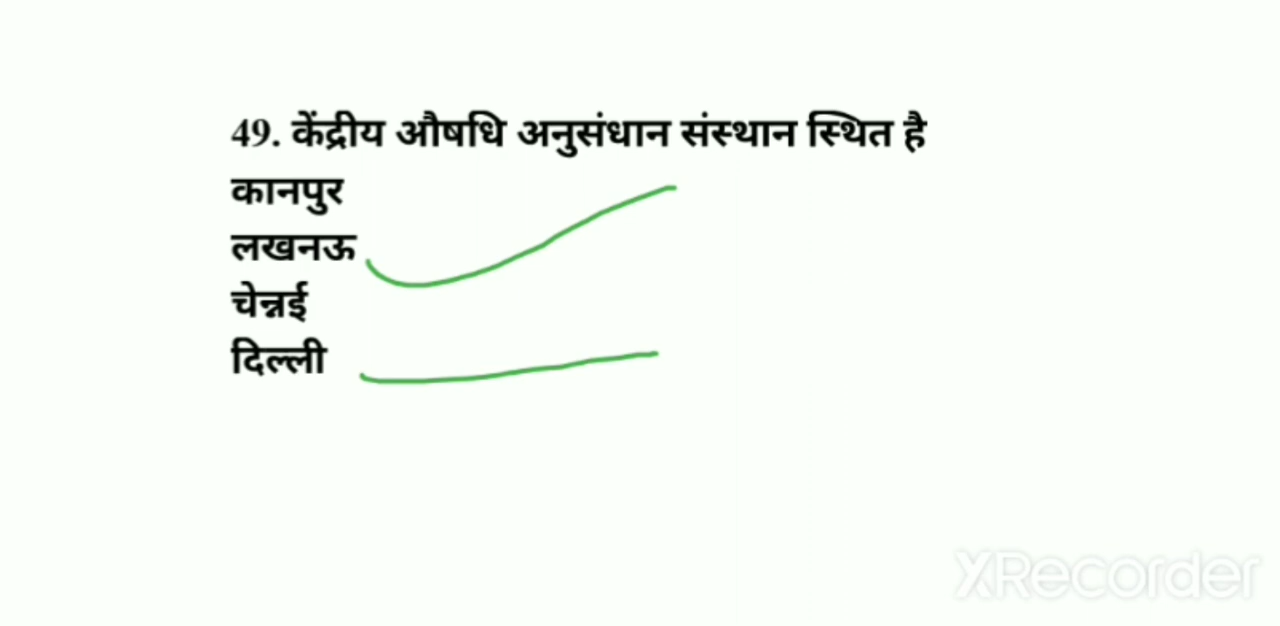 49. केंद्रीय औषधि अनुसंधान संस्थान स्थित है
कानपुर
लखनऊ
चेन्नई
दिल्ली
XRecorder